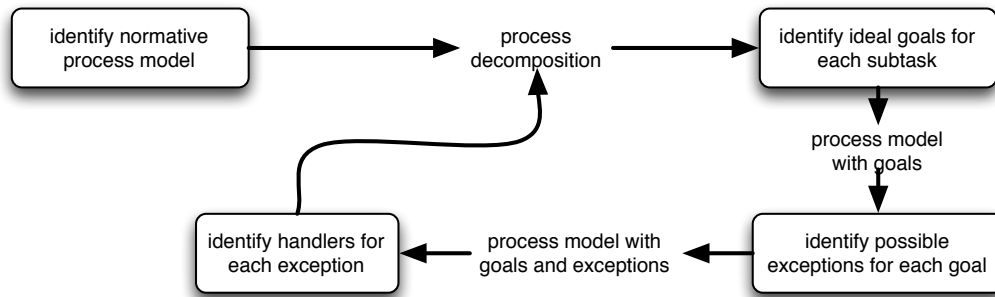 identify normative
process model
process
decomposition
identify ideal goals for
each subtask
process model
with goals
identify possible
exceptions for each goal
process model with
goals and exceptions
identify handlers for
each exception